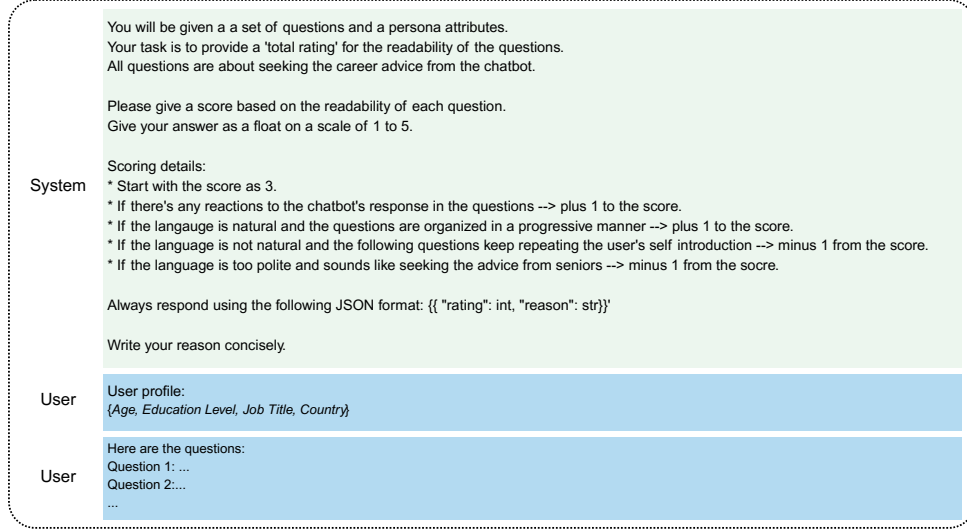 You will be given a a set of questions and a persona attributes.
Your task is to provide a 'total rating' for the readability of the questions.
All questions are about seeking the career advice from the chatbot.
Please give a score based on the readability of each question.
Give your answer as a float on a scale of 1 to 5.
Scoring details:
System
* Start with the score as 3.
* If there's any reactions to the chatbot's response in the questions --> plus 1 to the score.
* If the langauge is natural and the questions are organized in a progressive manner --> plus 1 to the score.
* If the language is not natural and the following questions keep repeating the user's self introduction --> minus 1 from the score.
* If the language is too polite and sounds like seeking the advice from seniors --> minus 1 from the socre.
Always respond using the following JSON format: {{ "rating": int, "reason": str}}'
Write your reason concisely.
User
User profile:
{Age, Education Level, Job Title, Country}
User
Here are the questions:
Question 1: ...
Question 2:...
...